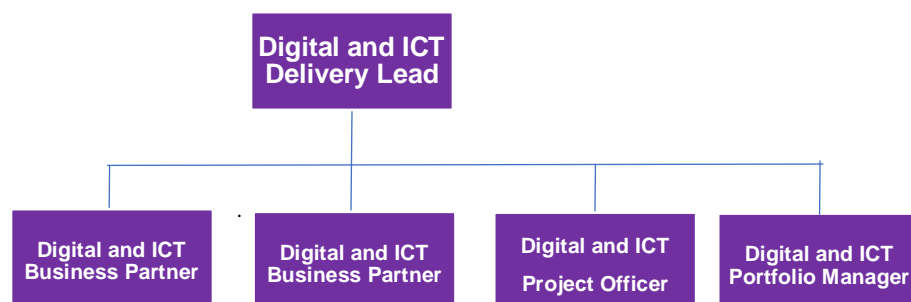 Digital and ICT
Delivery Lead
.
Digital and ICT
Business Partner
Digital and ICT
Business Partner
Digital and ICT
Project Officer
Digital and ICT
Portfolio Manager